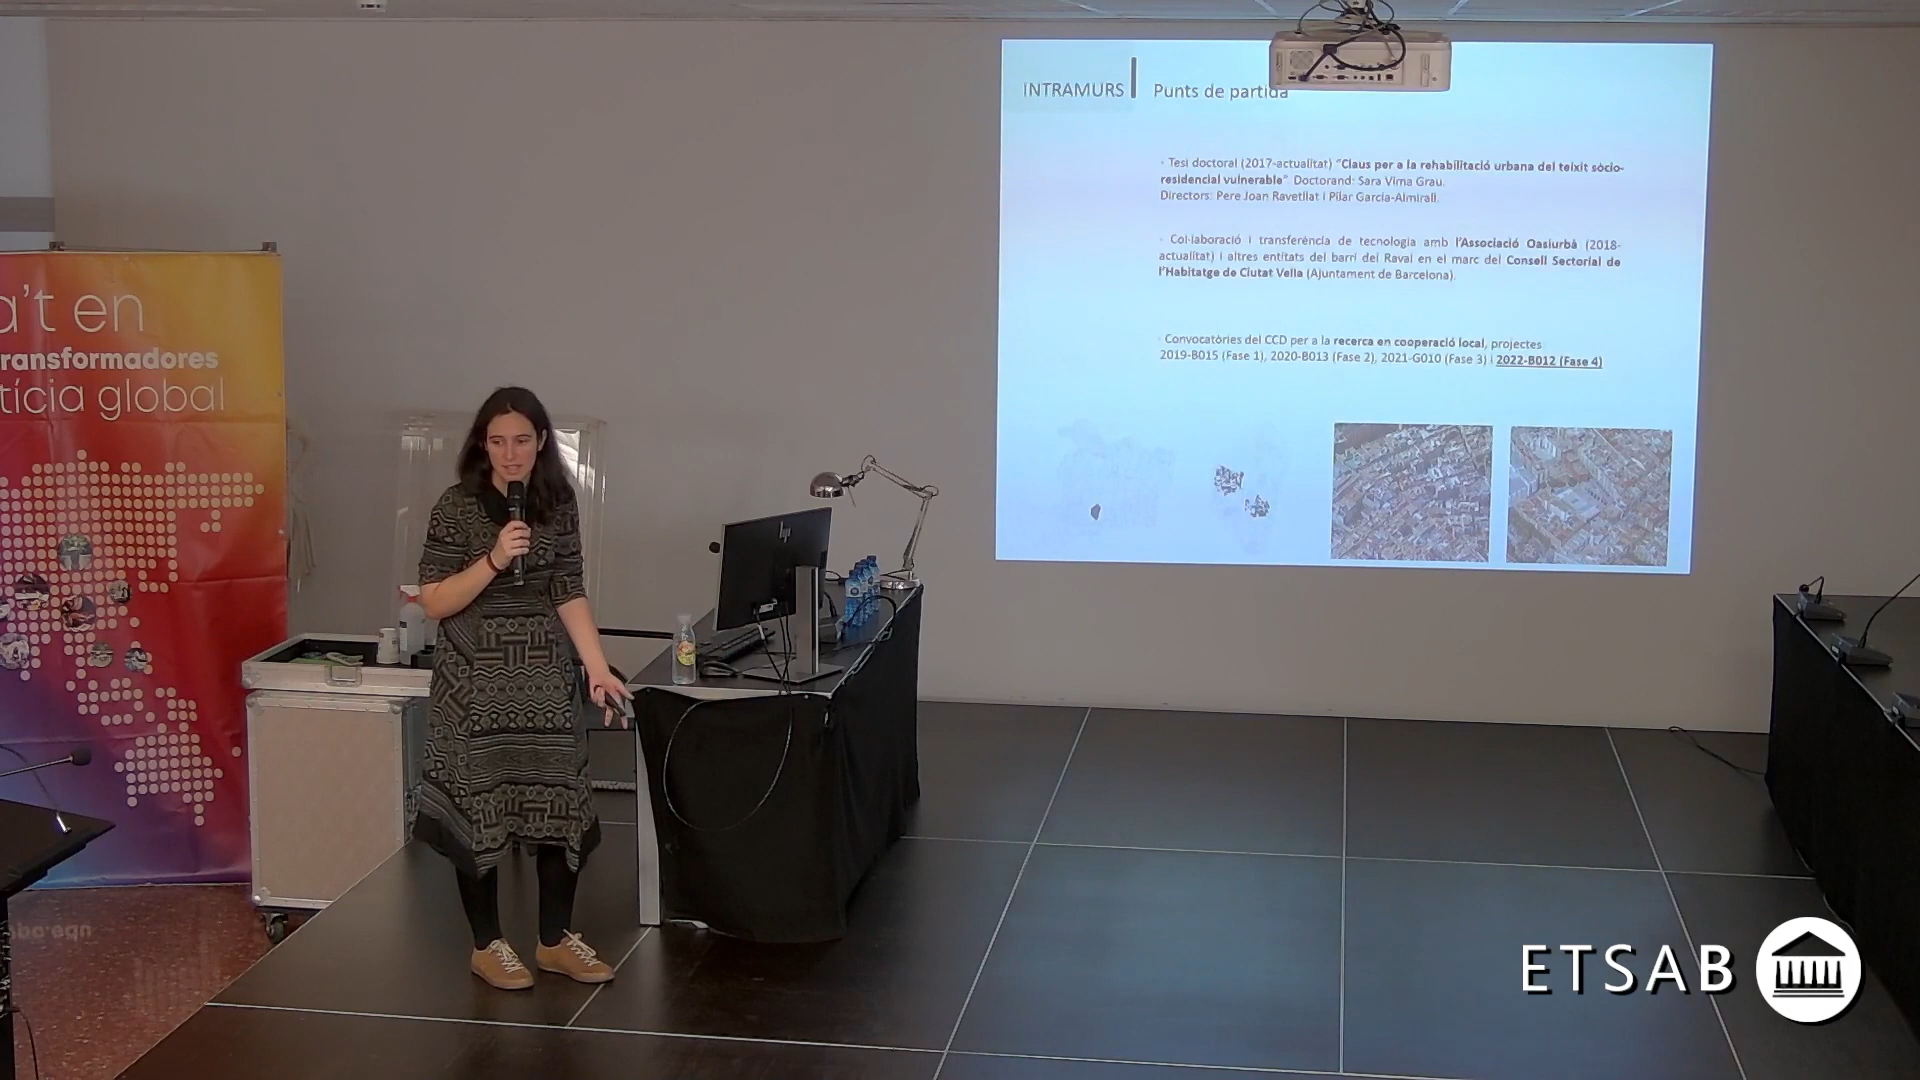 INTRAMURS | Punts de partida
- Tesi doctoral (2017-actualitat) "Claus per a la rehabilitació urbana del teixit sòcio-
residencial vulnerable". Doctorand: Sara Vima Grau.
Directors: Pere Joan Ravetllat i Pilar Garcia-Almirall.
- Col·laboració i transferència de tecnologia amb l'Associació Oasiurbà (2018-
actualitat) i altres entitats del barri del Raval en el marc del Consell Sectorial de
l'Habitatge de Ciutat Vella (Ajuntament de Barcelona).
- Convocatòries del CCD per a la recerca en cooperació local, projectes
2019-B015 (Fase 1), 2020-B013 (Fase 2), 2021-G010 (Fase 3) i 2022-B012 (Fase 4)
a't en
ransformadores
tícia global
hp
ETSAB